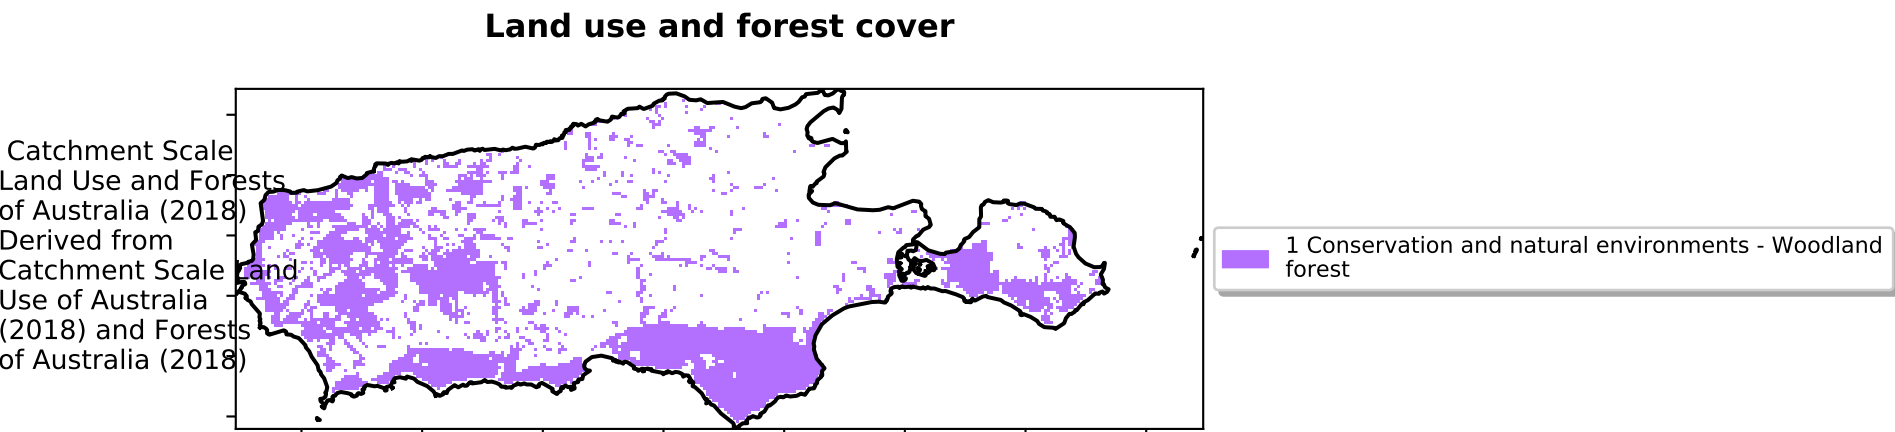 Land use and forest cover
Catchment Scale
Land Use and Forests
of Australia (2018)
Derived from
Catchment Scale Land
Use of Australia
(2018) and Forests
of Australia (2018)
1 Conservation and natural environments - Woodland
forest